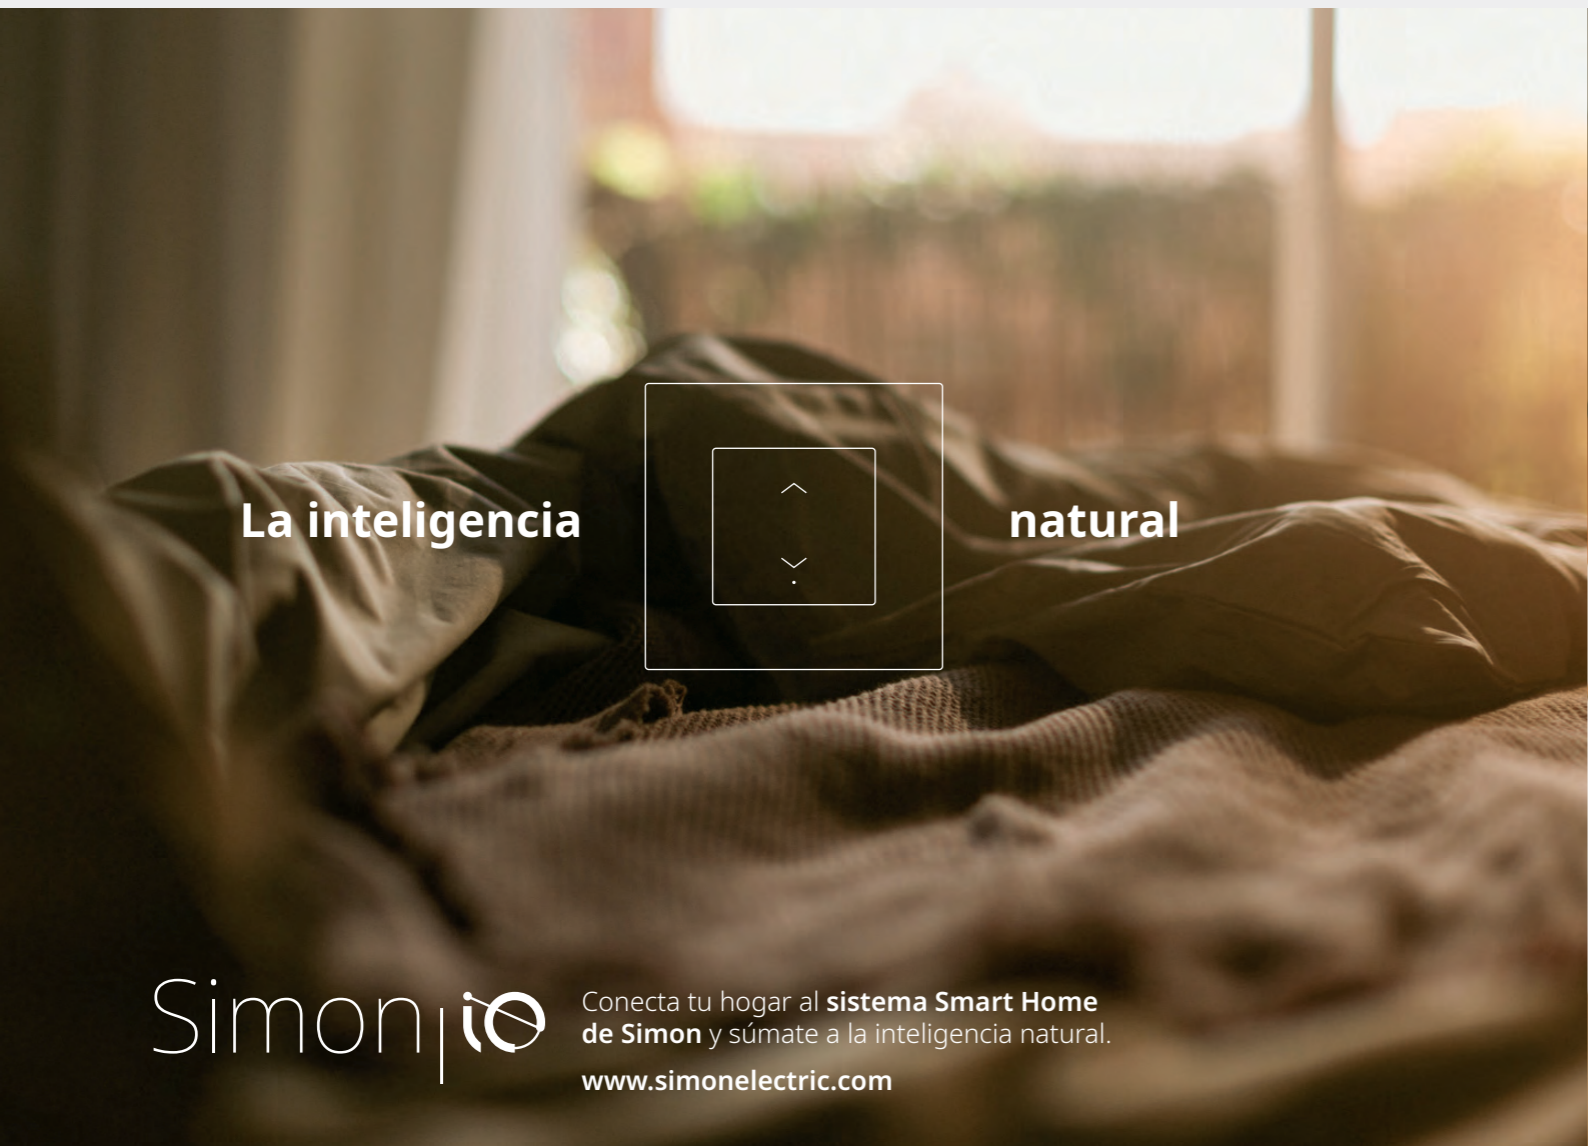 La inteligencia natural
Simon | io
Conecta tu hogar al sistema Smart Home
de Simon y súmate a la inteligencia natural.
www.simonelectric.com